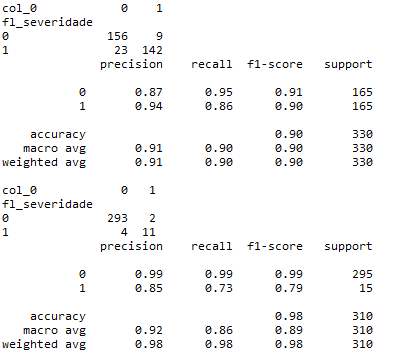 col_0 0 1
fl_severidade
0 156 9
1 23 142
precision recall f1-score support
0 0.87 0.95 0.91 165
1 0.94 0.86 0.90 165
accuracy 0.90 330
macro avg 0.91 0.90 0.90 330
weighted avg 0.91 0.90 0.90 330
col_0 0 1
fl_severidade
0 293 2
1 4 11
precision recall f1-score support
0 0.99 0.99 0.99 295
1 0.85 0.73 0.79 15
accuracy 0.98 310
macro avg 0.92 0.86 0.89 310
weighted avg 0.98 0.98 0.98 310